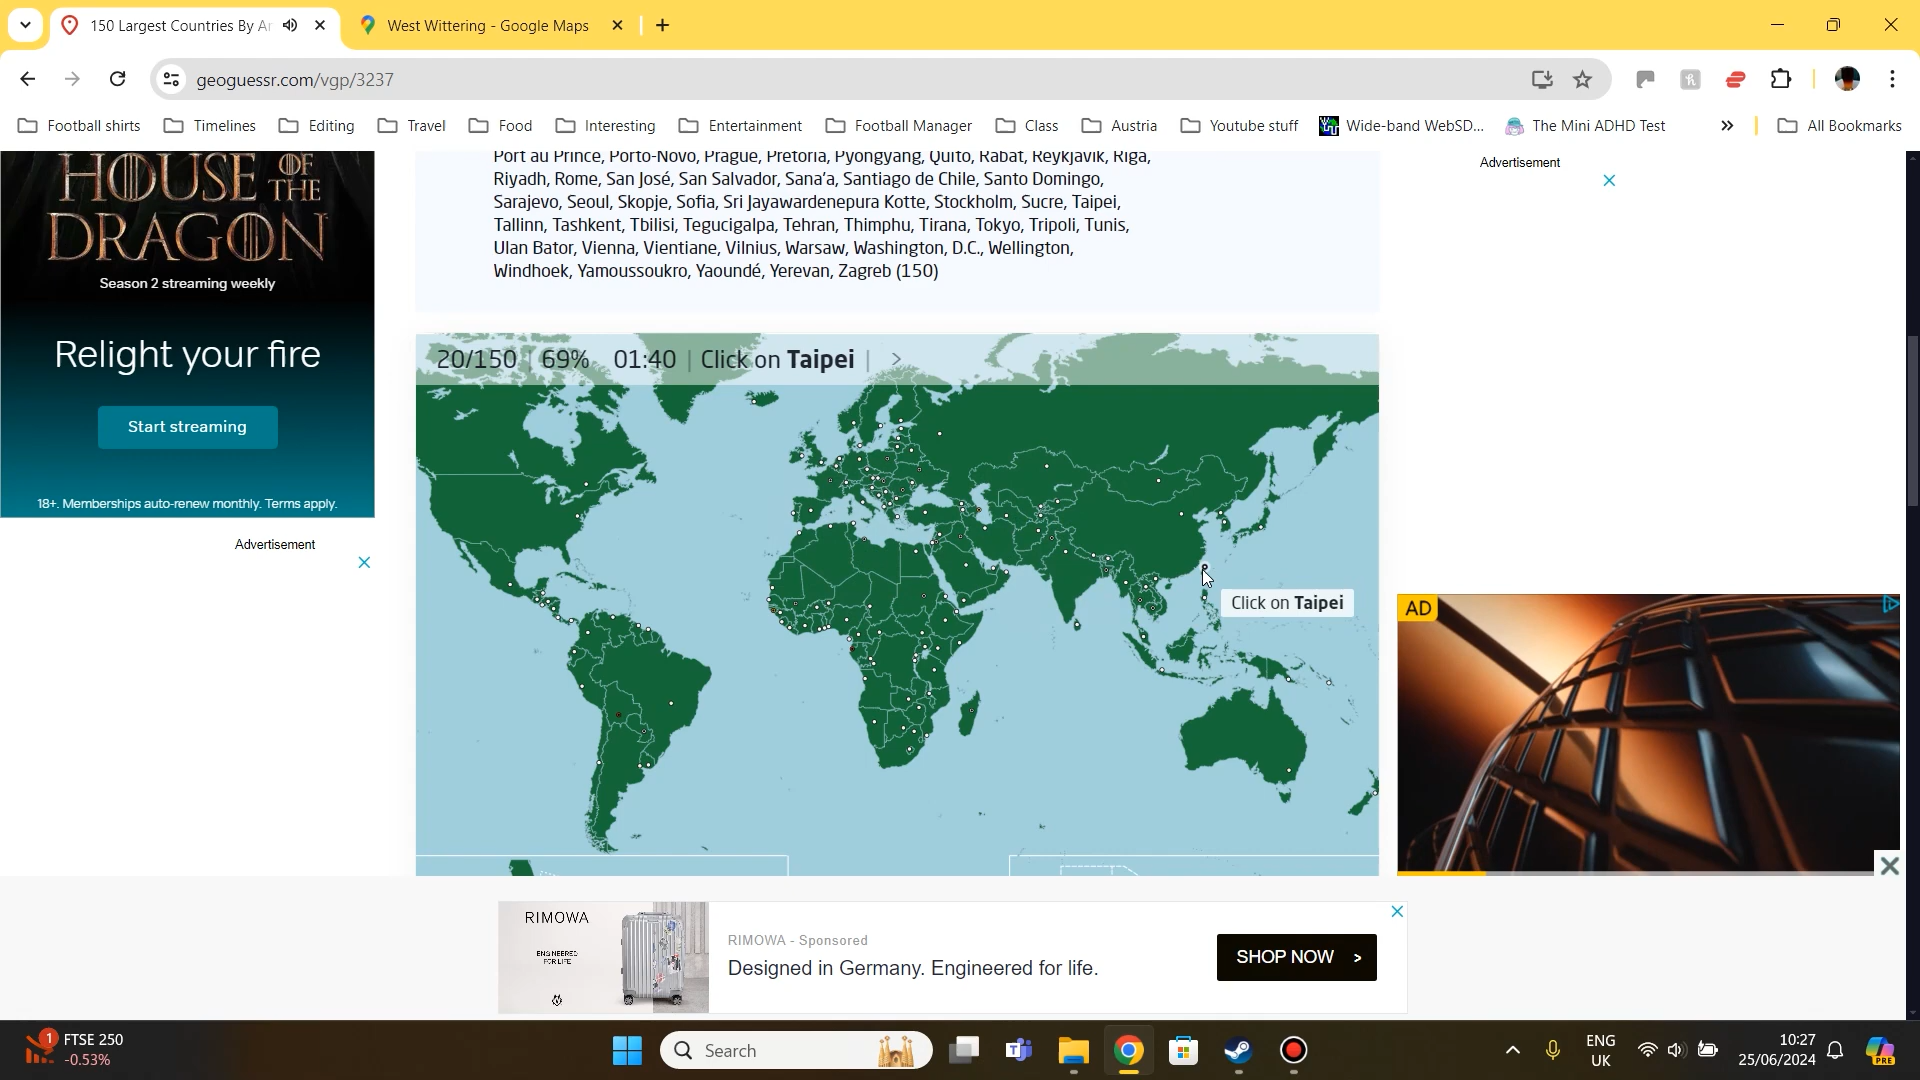 150 Largest Countries By Ar
West Wittering - Google Maps
geoguessr.com/vgp/3237
Football shirts
Timelines
Editing
Travel
Food
Interesting
Entertainment
Football Manager
Class
Austria
Youtube stuff
Wide-band WebSD...
The Mini ADHD Test
All Bookmarks
HOUSE OF THE
DRAGON
Season 2 streaming weekly
Relight your fire
Start streaming
18+. Memberships auto-renew monthly. Terms apply.
Advertisement
Port au Prince, Porto-Novo, Prague, Pretoria, Pyongyang, Quito, Rabat, Reykjavik, Riga,
Riyadh, Rome, San José, San Salvador, Sana'a, Santiago de Chile, Santo Domingo,
Sarajevo, Seoul, Skopje, Sofia, Sri Jayawardenepura Kotte, Stockholm, Sucre, Taipei,
Tallinn, Tashkent, Tbilisi, Tegucigalpa, Tehran, Thimphu, Tirana, Tokyo, Tripoli, Tunis,
Ulan Bator, Vienna, Vientiane, Vilnius, Warsaw, Washington, D.C., Wellington,
Windhoek, Yamoussoukro, Yaoundé, Yerevan, Zagreb (150)
20/150 | 69% 01:40 | Click on Taipei |
Click on Taipei
Advertisement
AD
RIMOWA
ENGINEERED
FOR LIFE
RIMOWA - Sponsored
Designed in Germany. Engineered for life.
SHOP NOW >
1
FTSE 250
-0.53%
Search
ENG
UK
10:27
25/06/2024
PRE